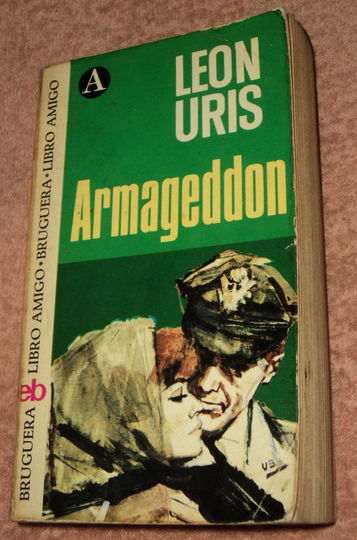 A
LEON
URIS
Armageddon
BRUGUERA eb LIBRO AMIGO • BRUGUERA • LIBRO AMIGO